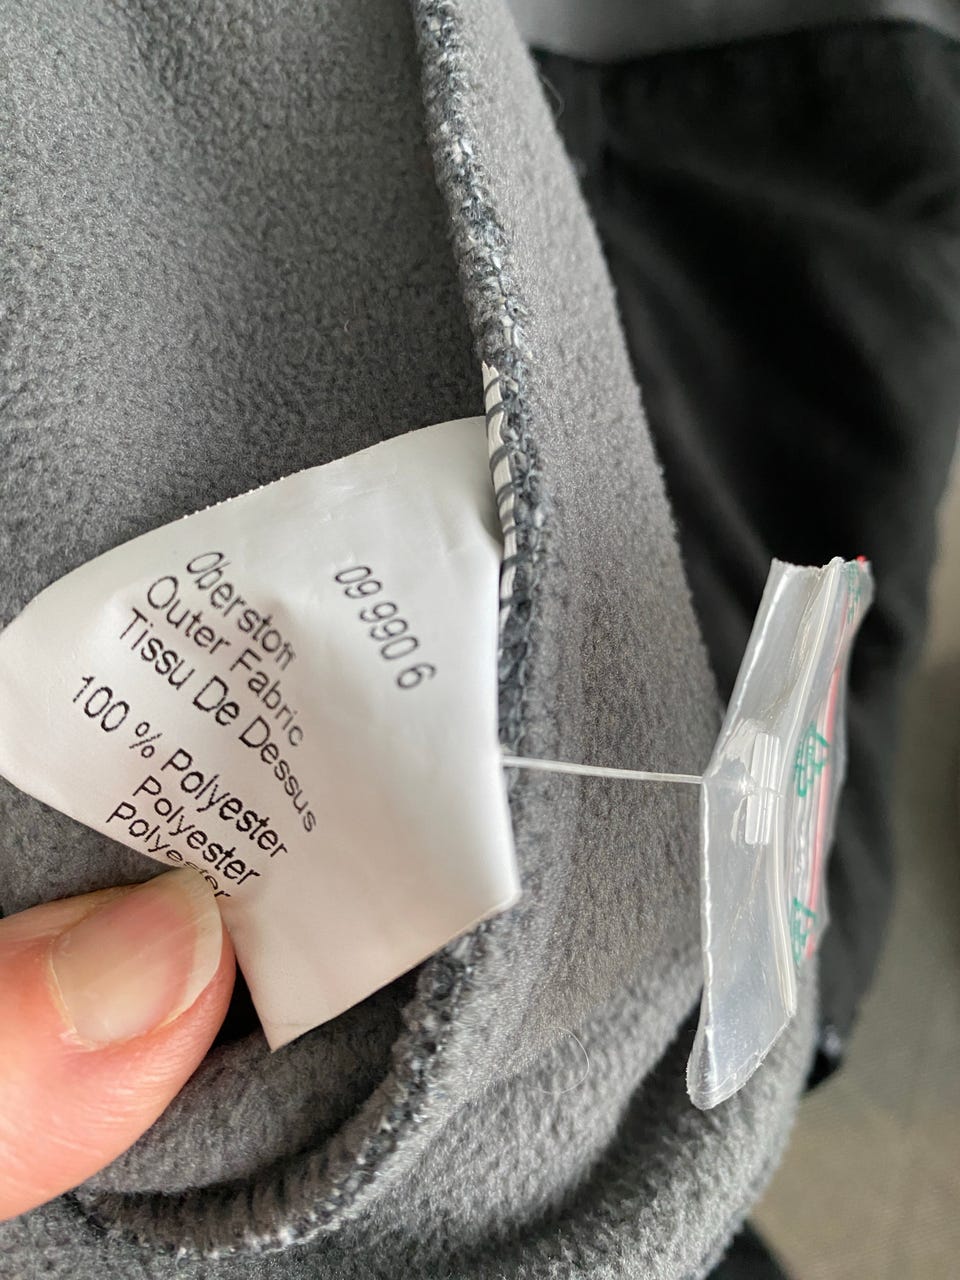 09 990 6
Oberstoff
Outer Fabric
Tissu De Dessus
100 % Polyester
Polyester
Polyester